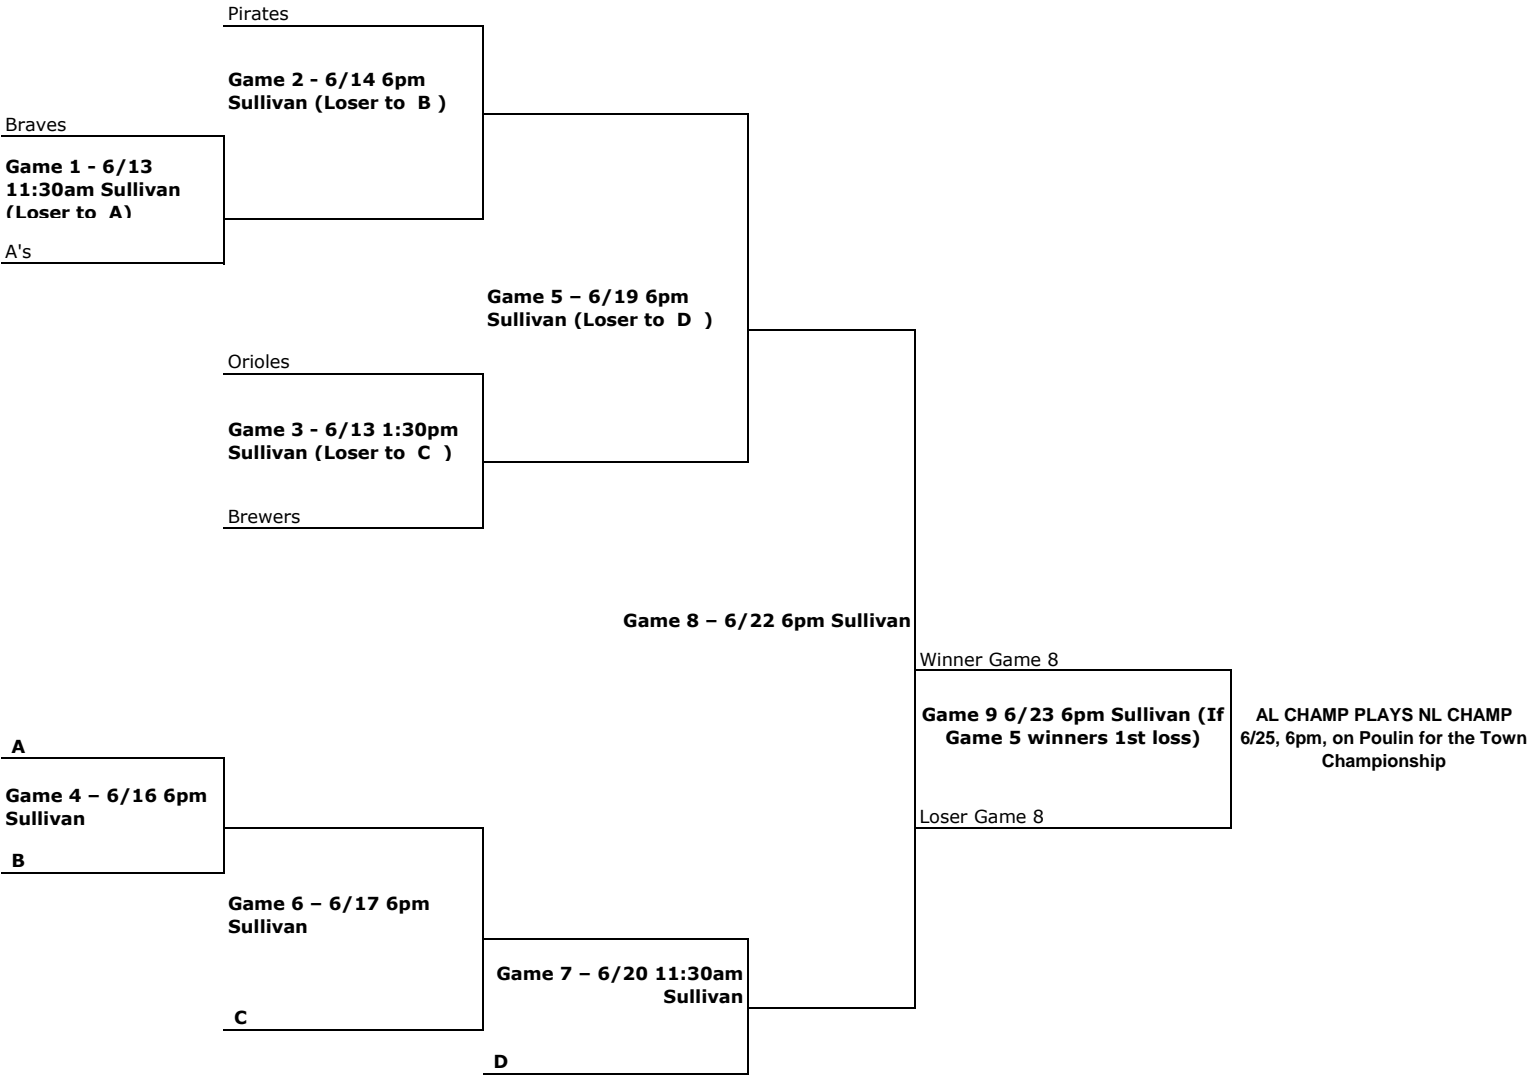 Pirates
Game 2 - 6/14 6pm
Sullivan (Loser to  B )
Braves
Game 1 - 6/13
11:30am Sullivan
(Loser to  A)
A's
Game 5 – 6/19 6pm
Sullivan (Loser to  D  )
Orioles
Game 3 - 6/13 1:30pm
Sullivan (Loser to  C  )
Brewers
Game 8 – 6/22 6pm Sullivan
Winner Game 8
Game 9 6/23 6pm Sullivan (If
Game 5 winners 1st loss)
AL CHAMP PLAYS NL CHAMP
6/25, 6pm, on Poulin for the Town
Championship
Loser Game 8
A
Game 4 – 6/16 6pm
Sullivan
B
Game 6 – 6/17 6pm
Sullivan
C
Game 7 – 6/20 11:30am
Sullivan
D